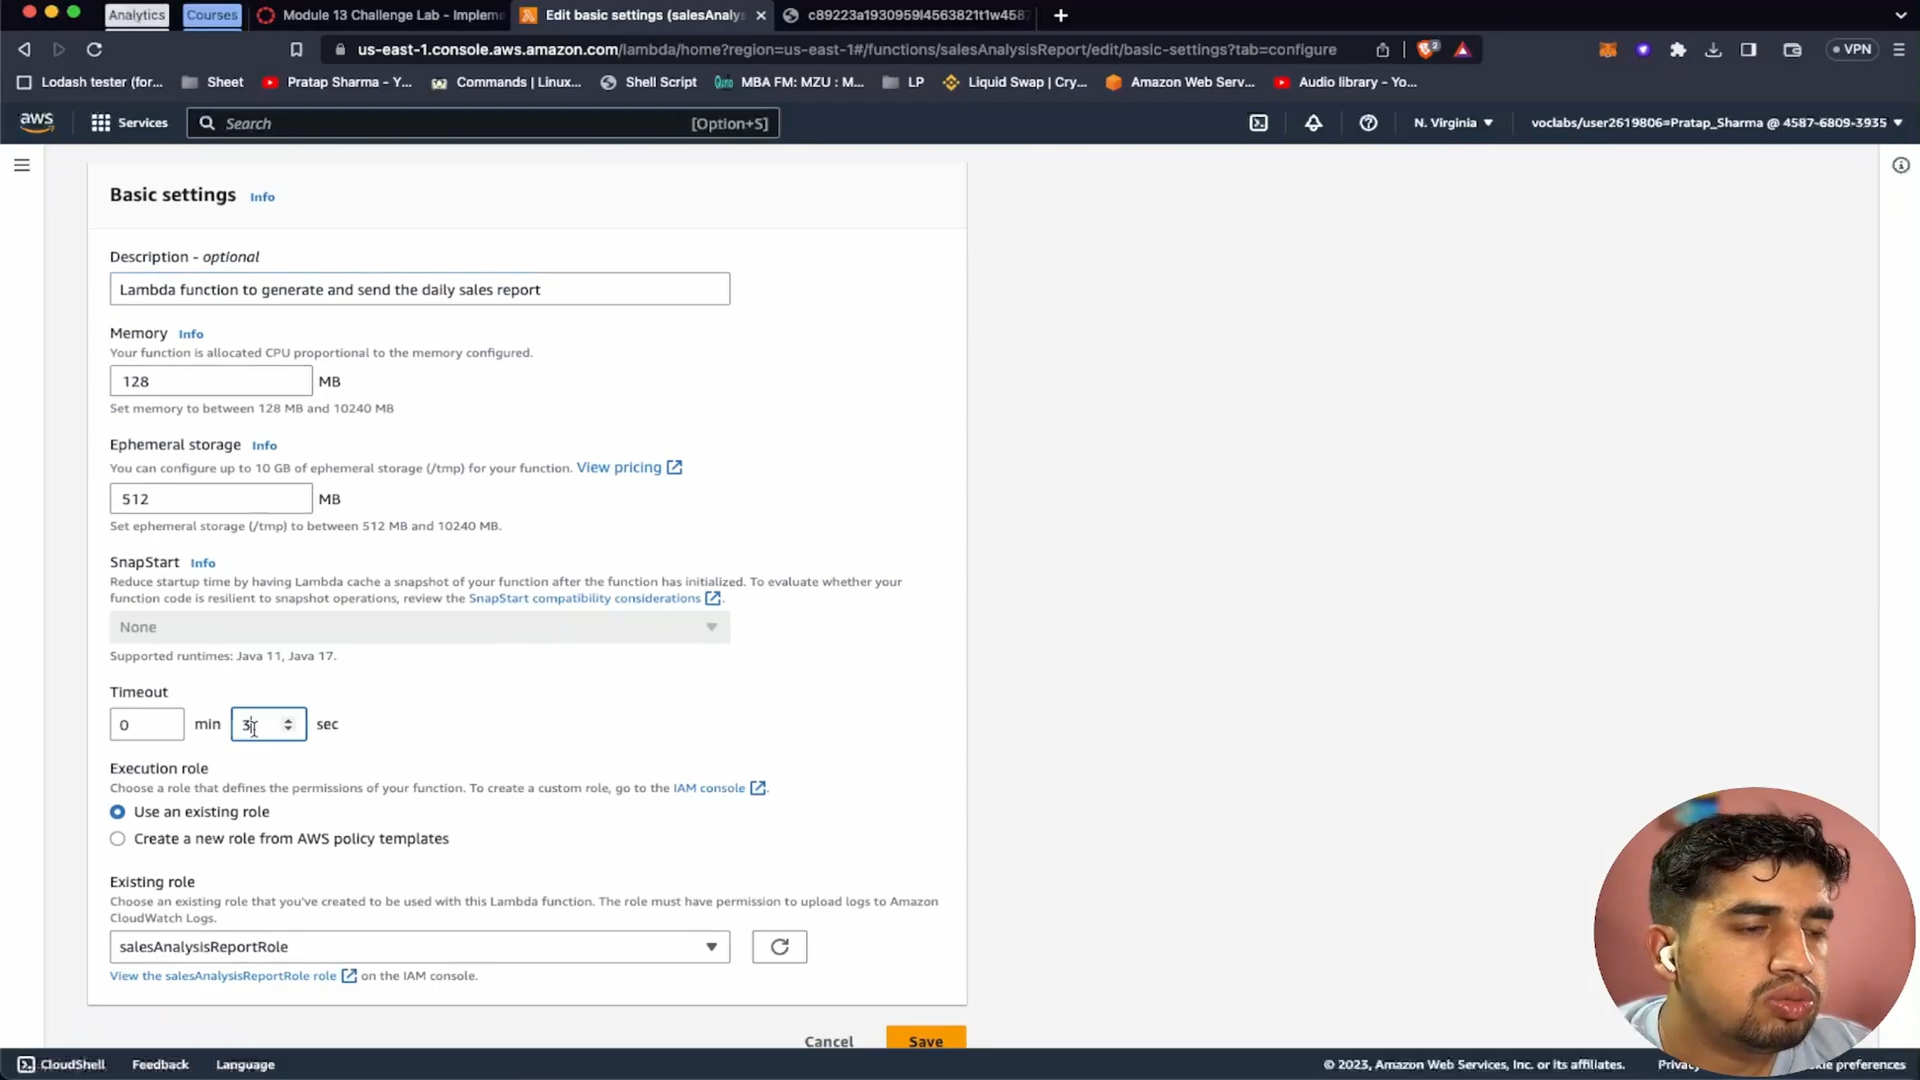 Analytics
Courses
Module 13 Challenge Lab - Impleme
Edit basic settings (salesAnalys
c89223a1930959l4563821t1w4587
us-east-1.console.aws.amazon.com/lambda/home?region=us-east-1#/functions/salesAnalysisReport/edit/basic-settings?tab=configure
2
VPN
Lodash tester (for...
Sheet
Pratap Sharma - Y...
Commands | Linux...
Shell Script
MBA FM: MZU : M...
LP
Liquid Swap | Cry...
Amazon Web Serv...
Audio library - Yo...
aws
Services
Search
[Option+S]
N. Virginia
voclabs/user2619806=Pratap_Sharma @ 4587-6809-3935
Basic settings Info
Description - optional
Lambda function to generate and send the daily sales report
Memory Info
Your function is allocated CPU proportional to the memory configured.
128 MB
Set memory to between 128 MB and 10240 MB
Ephemeral storage Info
You can configure up to 10 GB of ephemeral storage (/tmp) for your function. View pricing
512 MB
Set ephemeral storage (/tmp) to between 512 MB and 10240 MB.
SnapStart Info
Reduce startup time by having Lambda cache a snapshot of your function after the function has initialized. To evaluate whether your
function code is resilient to snapshot operations, review the SnapStart compatibility considerations .
None
Supported runtimes: Java 11, Java 17.
Timeout
0 min 3 sec
Execution role
Choose a role that defines the permissions of your function. To create a custom role, go to the IAM console .
Use an existing role
Create a new role from AWS policy templates
Existing role
Choose an existing role that you've created to be used with this Lambda function. The role must have permission to upload logs to Amazon
CloudWatch Logs.
salesAnalysisReportRole
View the salesAnalysisReportRole role on the IAM console.
Cancel
Save
CloudShell
Feedback
Language
© 2023, Amazon Web Services, Inc. or its affiliates.
preferences